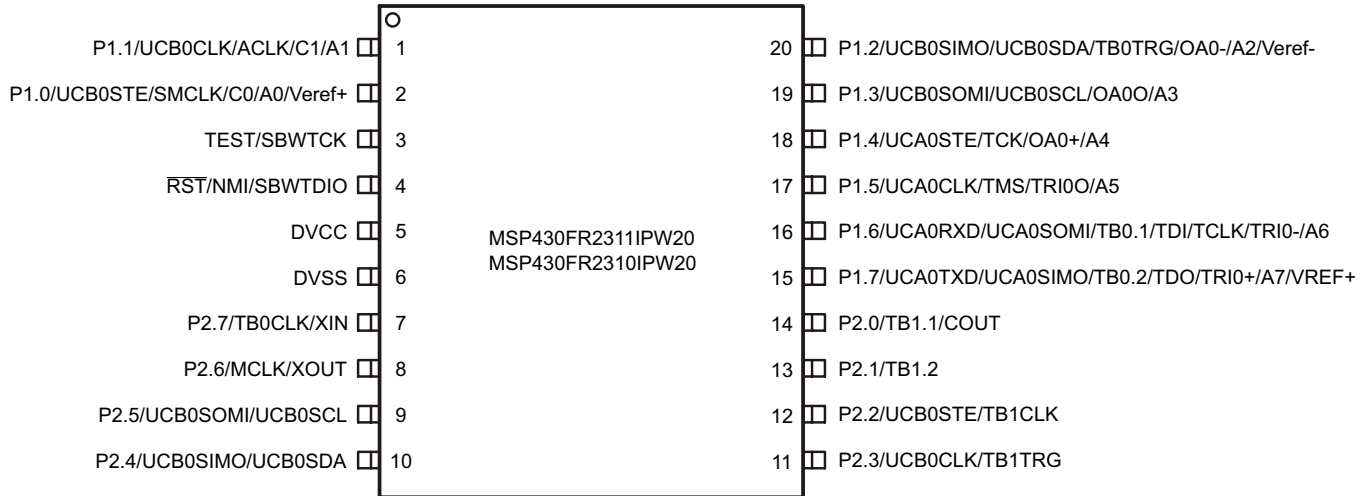 P1.1/UCB0CLK/ACLK/C1/A1 1
P1.0/UCB0STE/SMCLK/C0/A0/Veref+ 2
TEST/SBWTCK 3
R̅S̅T̅/NMI/SBWTDIO 4
DVCC 5
DVSS 6
P2.7/TB0CLK/XIN 7
P2.6/MCLK/XOUT 8
P2.5/UCB0SOMI/UCB0SCL 9
P2.4/UCB0SIMO/UCB0SDA 10
MSP430FR2311IPW20
MSP430FR2310IPW20
20 P1.2/UCB0SIMO/UCB0SDA/TB0TRG/OA0-/A2/Veref-
19 P1.3/UCB0SOMI/UCB0SCL/OA0O/A3
18 P1.4/UCA0STE/TCK/OA0+/A4
17 P1.5/UCA0CLK/TMS/TRI0O/A5
16 P1.6/UCA0RXD/UCA0SOMI/TB0.1/TDI/TCLK/TRI0-/A6
15 P1.7/UCA0TXD/UCA0SIMO/TB0.2/TDO/TRI0+/A7/VREF+
14 P2.0/TB1.1/COUT
13 P2.1/TB1.2
12 P2.2/UCB0STE/TB1CLK
11 P2.3/UCB0CLK/TB1TRG